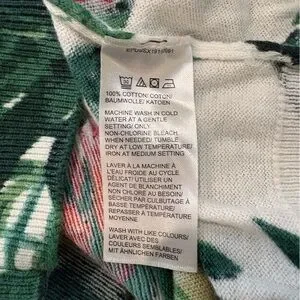 100% COTTON/ COTON/
BAUMWOLLE/ KATOEN
MACHINE WASH IN COLD
WATER AT A GENTLE
SETTING/ ONLY
NON-CHLORINE BLEACH
WHEN NEEDED/ TUMBLE
DRY AT LOW TEMPERATURE/
IRON AT MEDIUM SETTING
LAVER À LA MACHINE À
L'EAU FROIDE AU CYCLE
DÉLICAT/ UTILISER UN
AGENT DE BLANCHIMENT
NON CHLORÉ AU BESOIN/
SÉCHER PAR CULBUTAGE À
BASSE TEMPÉRATURE/
REPASSER À TEMPÉRATURE
MOYENNE
WASH WITH LIKE COLOURS/
LAVER AVEC DES
COULEURS SEMBLABLES/
MIT ÄHNLICHEN FARBEN